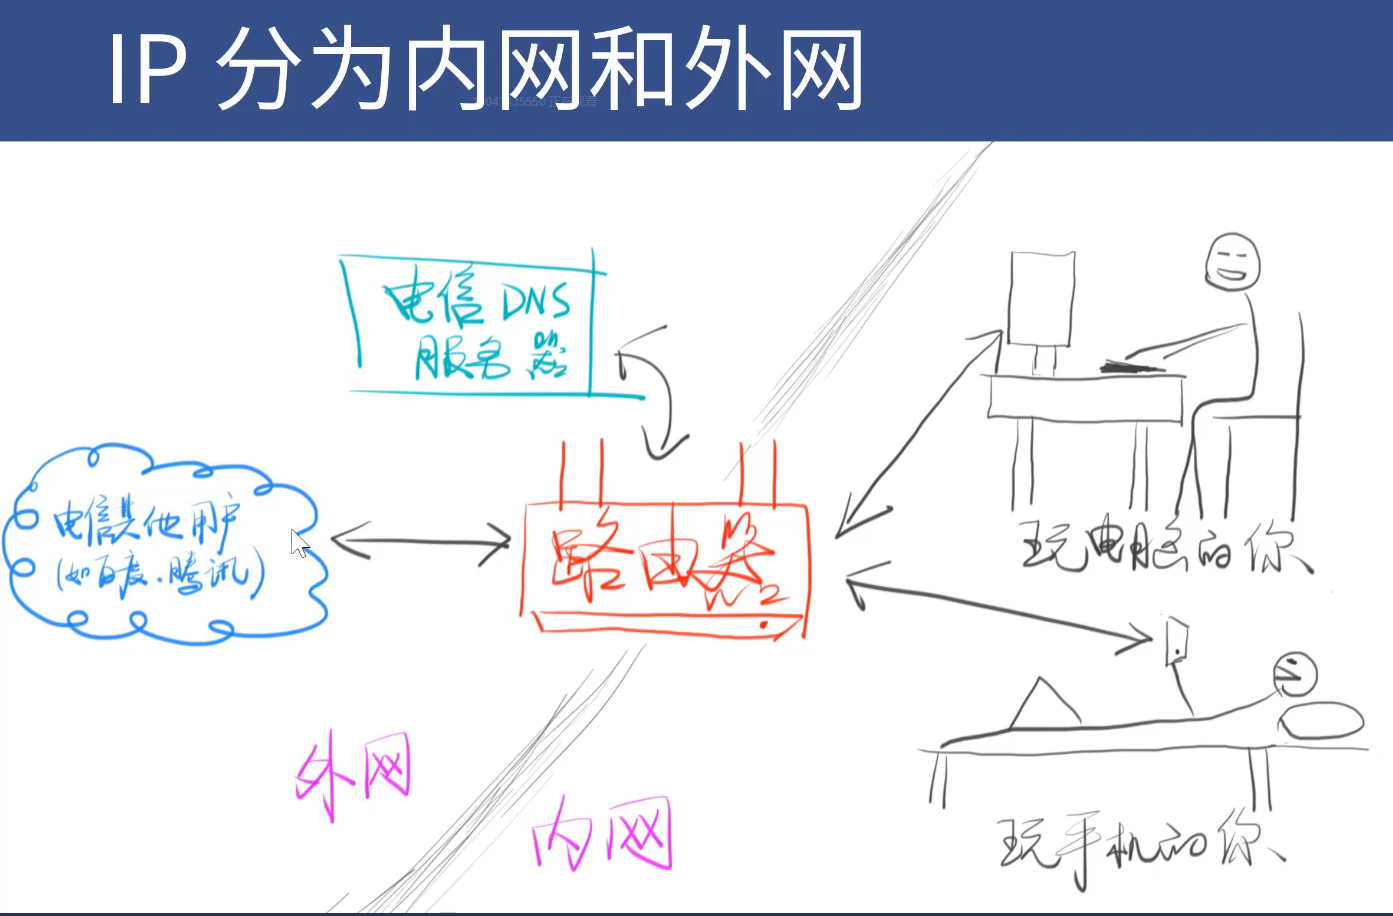 IP 分为内网和外网
电信 DNS
服务器
电信其他用户
(如百度.腾讯)
路由器
玩电脑的你
外网
内网
玩手机的你